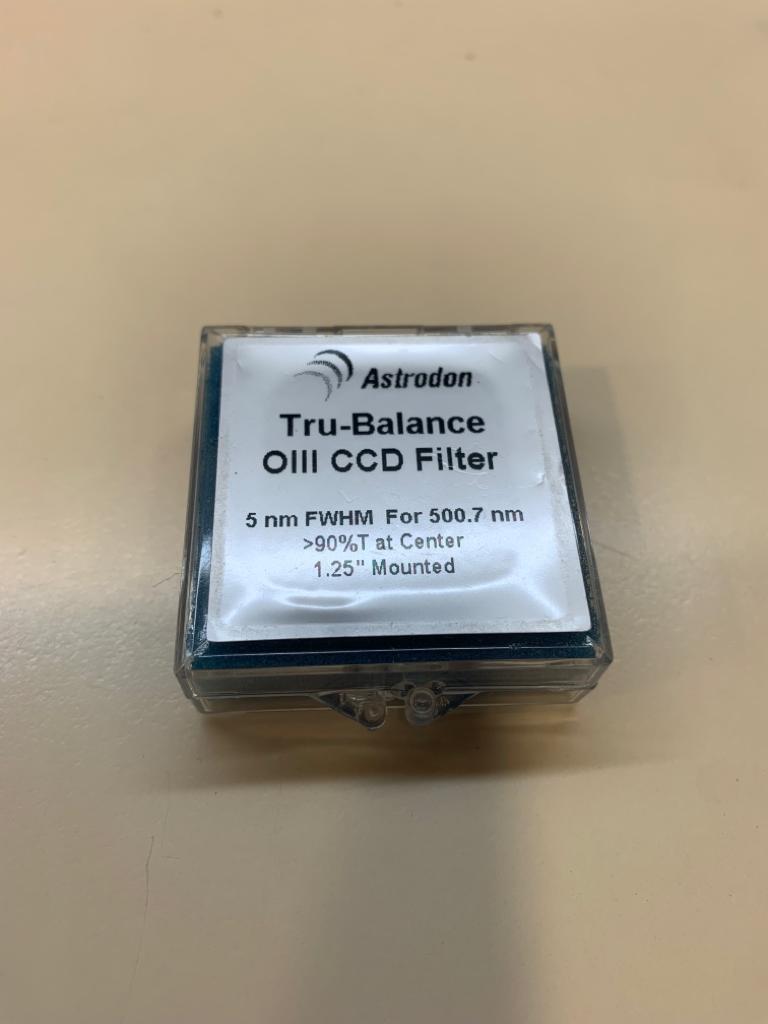 Astrodon
Tru-Balance
OIII CCD Filter
5 nm FWHM For 500.7 nm
>90%T at Center
1.25" Mounted